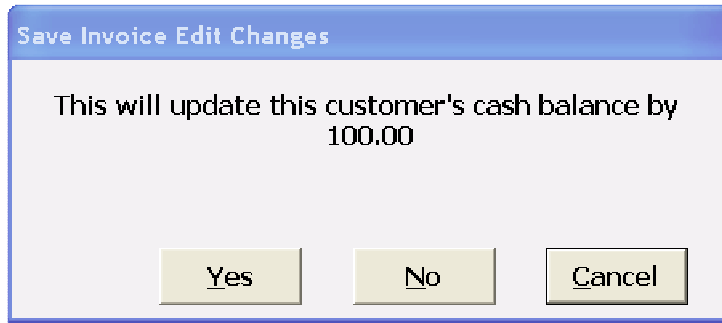 Save Invoice Edit Changes
This will update this customer's cash balance by
100.00
Yes No Cancel